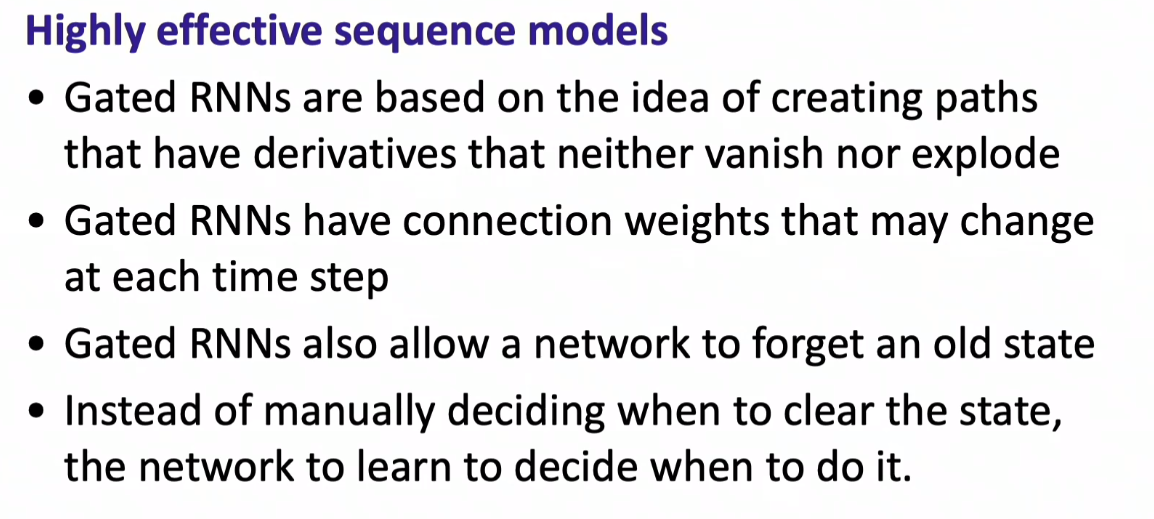 Highly effective sequence models
• Gated RNNs are based on the idea of creating paths
that have derivatives that neither vanish nor explode
• Gated RNNs have connection weights that may change
at each time step
• Gated RNNs also allow a network to forget an old state
• Instead of manually deciding when to clear the state,
the network to learn to decide when to do it.